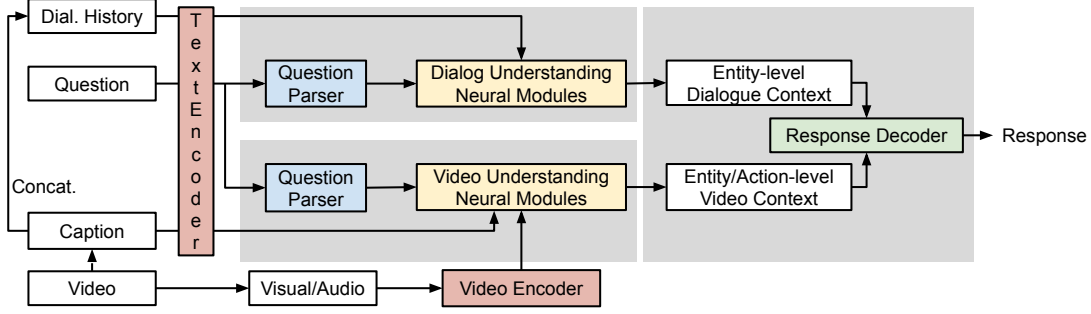 Dial. History
Question
Concat.
Caption
Video
TextEncoder
Question
Parser
Dialog Understanding
Neural Modules
Question
Parser
Video Understanding
Neural Modules
Visual/Audio
Video Encoder
Entity-level
Dialogue Context
Response Decoder
Response
Entity/Action-level
Video Context